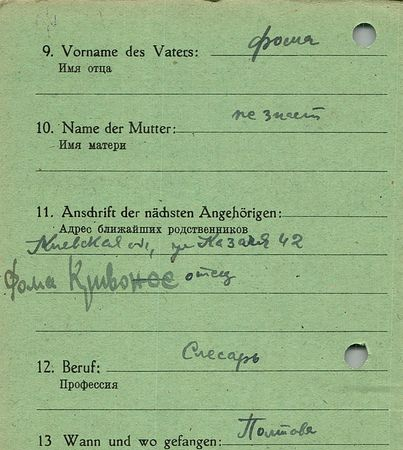 9. Vorname des Vaters: фома
Имя отца
10. Name der Mutter: не знает
Имя матери
11. Anschrift der nächsten Angehörigen:
Адрес ближайших родственников
Киевская ул 42
Фома Кривонос отец
12. Beruf: Слесарь
Профессия
13 Wann und wo gefangen: Полтава